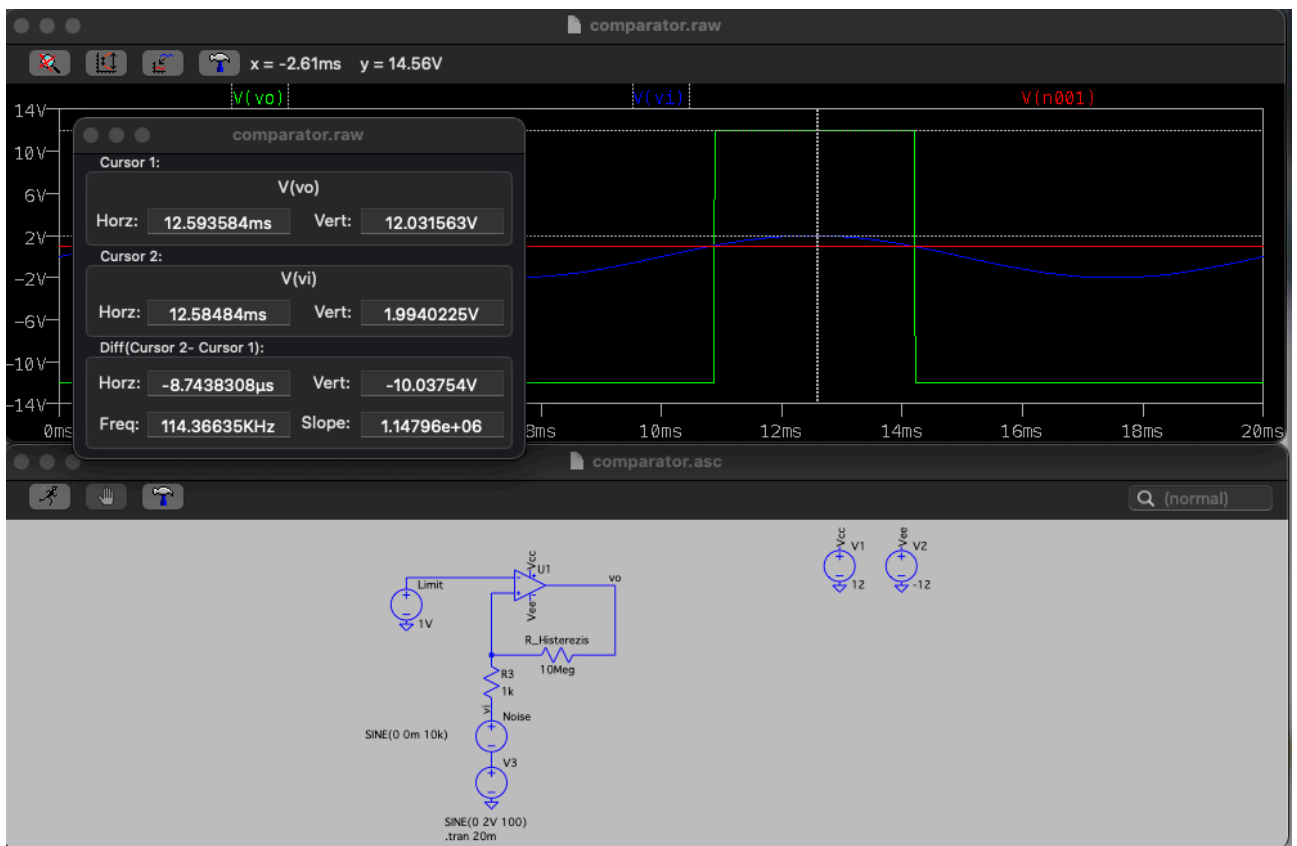 comparator.raw
x = -2.61ms y = 14.56V
V(vo) V(vi) V(n001)
14V
10V
6V
2V
-2V
-6V
-10V
-14V
0ms 8ms 10ms 12ms 14ms 16ms 18ms 20ms
comparator.raw
Cursor 1:
V(vo)
Horz: 12.593584ms Vert: 12.031563V
Cursor 2:
V(vi)
Horz: 12.58484ms Vert: 1.9940225V
Diff(Cursor 2- Cursor 1):
Horz: -8.7438308µs Vert: -10.03754V
Freq: 114.36635KHz Slope: 1.14796e+06
comparator.asc
(normal)
Vcc
U1
Vee
vo
Limit
1V
R_Histerezis
10Meg
R3
1k
vi
Noise
SINE(0 0m 10k)
V3
SINE(0 2V 100)
.tran 20m
Vcc
V1
12
Vee
V2
-12